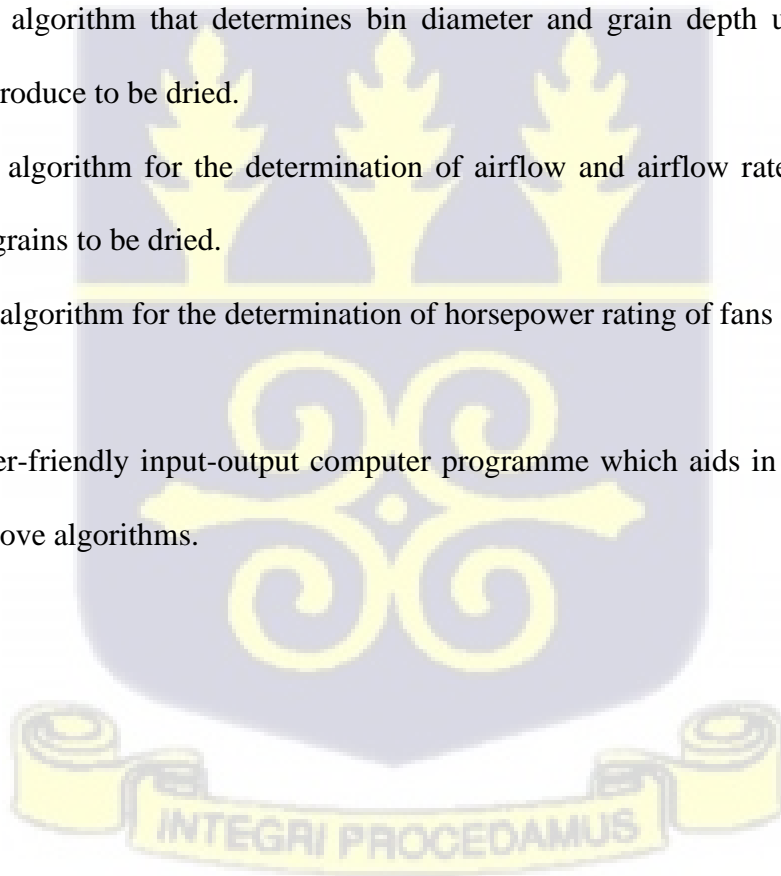 algorithm that determines bin diameter and grain depth
roduce to be dried.
algorithm for the determination of airflow and airflow rate
grains to be dried.
algorithm for the determination of horsepower rating of fans
er-friendly input-output computer programme which aids in
ove algorithms.
INTEGRI PROCEDAMUS